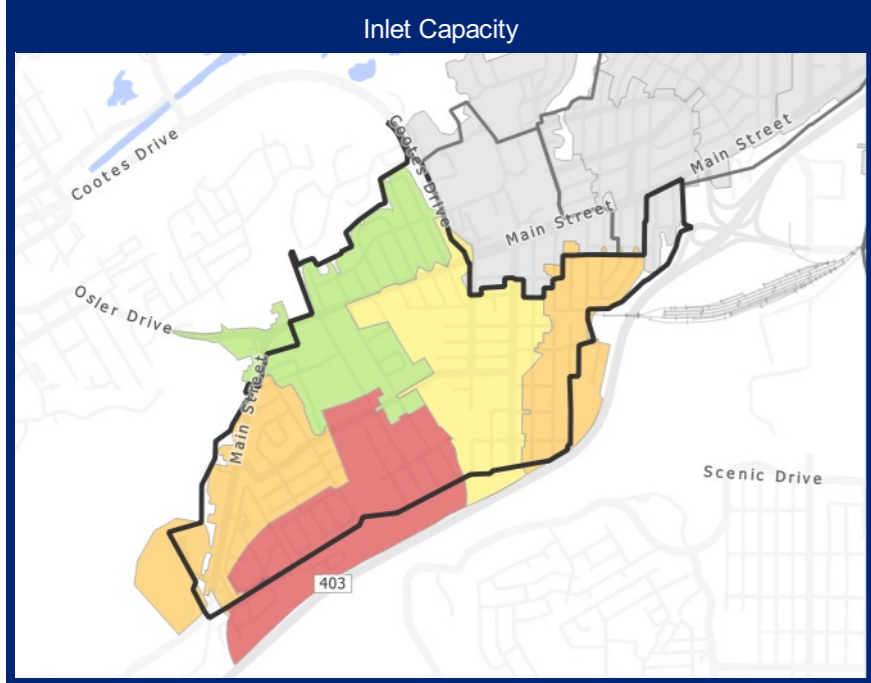 Inlet Capacity
Cootes Drive
Cootes Drive
Main Street
Main Street
Osler Drive
Main Street
Scenic Drive
403